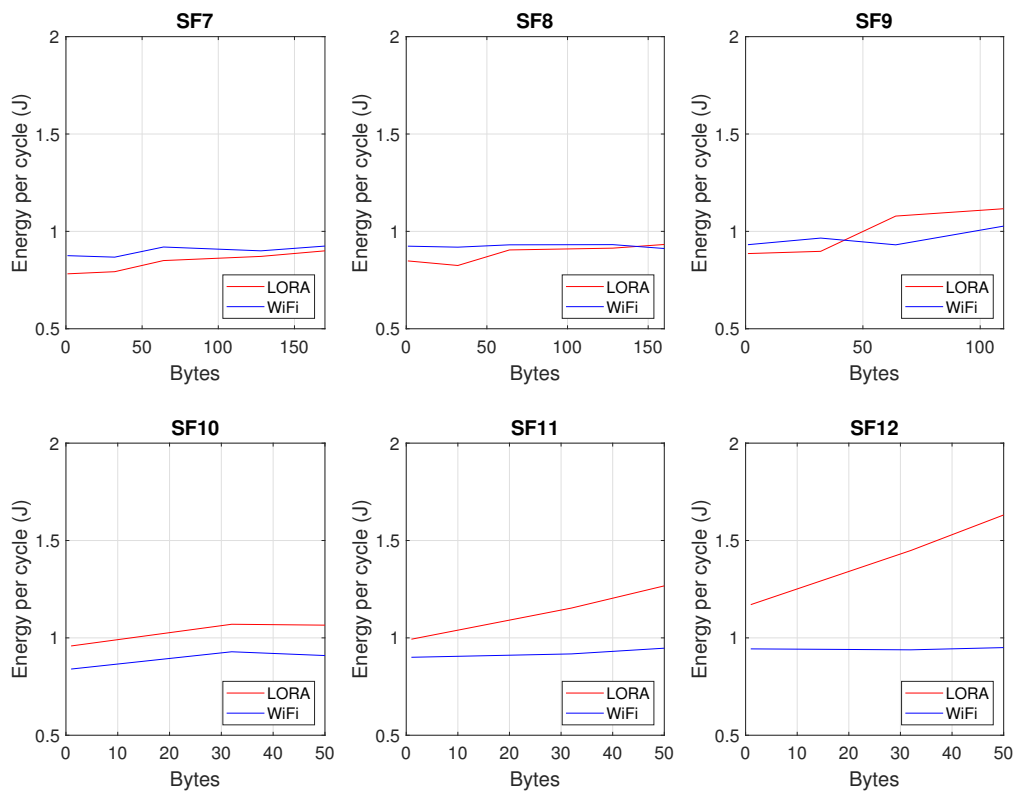 SF7
2
1.5
1
0.5
Energy per cycle (J)
LORA
WiFi
0 50 100 150
Bytes
SF8
2
1.5
1
0.5
Energy per cycle (J)
LORA
WiFi
0 50 100 150
Bytes
SF9
2
1.5
1
0.5
Energy per cycle (J)
LORA
WiFi
0 50 100
Bytes
SF10
2
1.5
1
0.5
Energy per cycle (J)
LORA
WiFi
0 10 20 30 40 50
Bytes
SF11
2
1.5
1
0.5
Energy per cycle (J)
LORA
WiFi
0 10 20 30 40 50
Bytes
SF12
2
1.5
1
0.5
Energy per cycle (J)
LORA
WiFi
0 10 20 30 40 50
Bytes